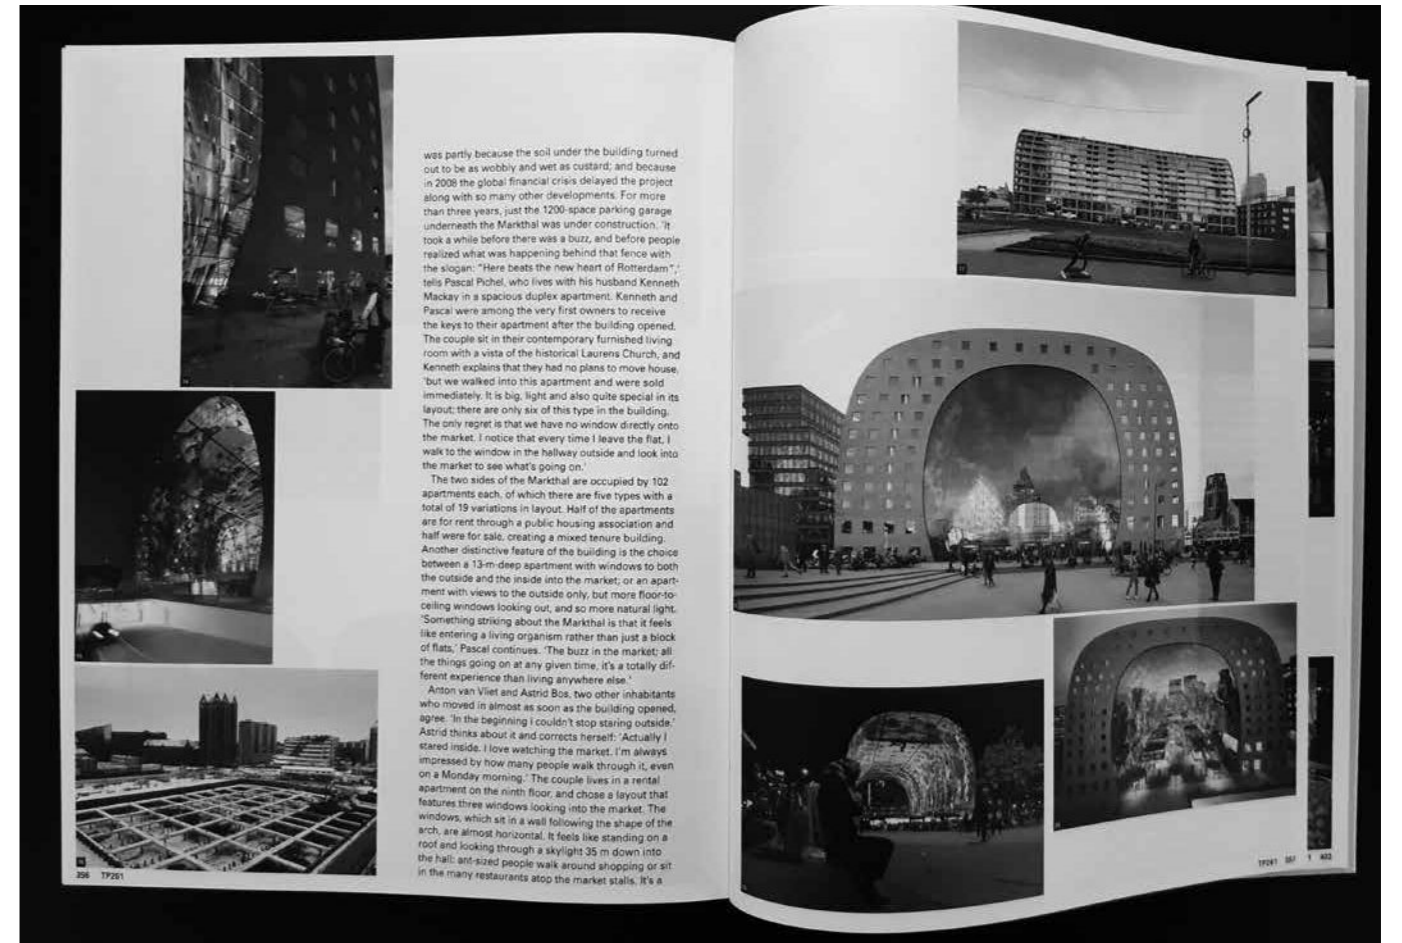 was partly because the soil under the building turned
out to be as wobbly and wet as custard; and because
in 2008 the global financial crisis delayed the project
along with so many other developments. For more
than three years, just the 1200-space parking garage
underneath the Markthal was under construction. 'It
took a while before there was a buzz, and before people
realized what was happening behind that fence with
the slogan: "Here beats the new heart of Rotterdam",'
tells Pascal Pichel, who lives with his husband Kenneth
Mackay in a spacious duplex apartment. Kenneth and
Pascal were among the very first owners to receive
the keys to their apartment after the building opened.
The couple sit in their contemporary furnished living
room with a vista of the historical Laurens Church, and
Kenneth explains that they had no plans to move house,
'but we walked into this apartment and were sold
immediately. It is big, light and also quite special in its
layout; there are only six of this type in the building.
The only regret is that we have no window directly onto
the market. I notice that every time I leave the flat, I
walk to the window in the hallway outside and look into
the market to see what's going on.'
The two sides of the Markthal are occupied by 102
apartments each, of which there are five types with a
total of 19 variations in layout. Half of the apartments
are for rent through a public housing association and
half were for sale, creating a mixed tenure building.
Another distinctive feature of the building is the choice
between a 13-m-deep apartment with windows to both
the outside and the inside into the market; or an apart-
ment with views to the outside only, but more floor-to-
ceiling windows looking out, and so more natural light.
'Something striking about the Markthal is that it feels
like entering a living organism rather than just a block
of flats,' Pascal continues. 'The buzz in the market; all
the things going on at any given time, it's a totally dif-
ferent experience than living anywhere else.'
Anton van Vliet and Astrid Bos, two other inhabitants
who moved in almost as soon as the building opened,
agree. 'In the beginning I couldn't stop staring outside.'
Astrid thinks about it and corrects herself: 'Actually I
stared inside. I love watching the market. I'm always
impressed by how many people walk through it, even
on a Monday morning.' The couple lives in a rental
apartment on the ninth floor, and chose a layout that
features three windows looking into the market. The
windows, which sit in a wall following the shape of the
arch, are almost horizontal. It feels like standing on a
roof and looking through a skylight 35 m down into
the hall: ant-sized people walk around shopping or sit
in the many restaurants atop the market stalls. It's a
356 TP261
TP261 357